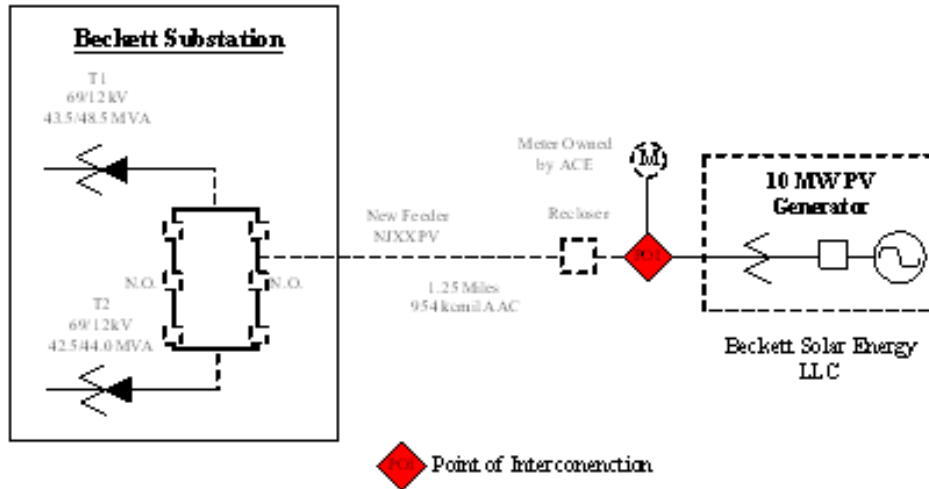 Beckett Substation
T1
69/12 kV
43.5/48.5 MVA
N.O.
N.O.
T2
69/12kV
42.5/44.0 MVA
New Feeder
NJXXPV
1.25 Miles
954 kcmil AAC
Recloser
Meter Owned
by ACE
M
POI
10 MW PV
Generator
Beckett Solar Energy
LLC
POI
Point of Interconenction